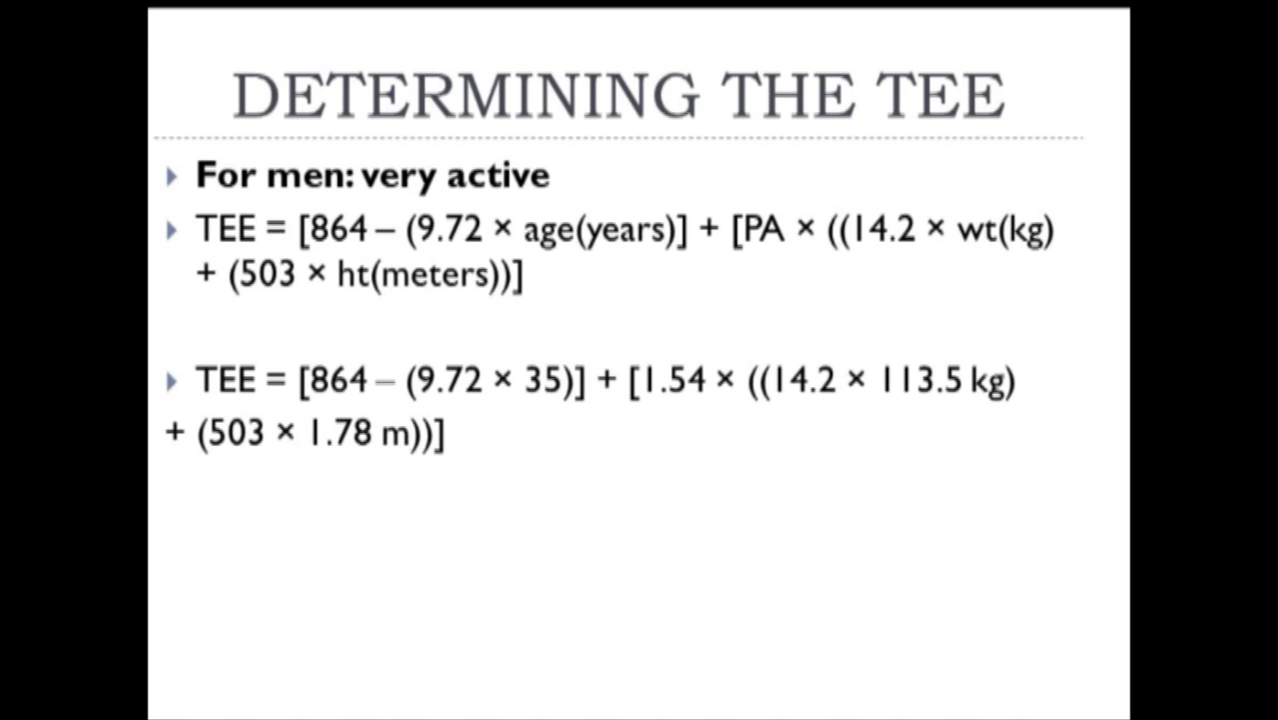 DETERMINING THE TEE
For men: very active
TEE = [864 – (9.72 × age(years)] + [PA × ((14.2 × wt(kg)
+ (503 × ht(meters))]
TEE = [864 – (9.72 × 35)] + [1.54 × ((14.2 × 113.5 kg)
+ (503 × 1.78 m))]